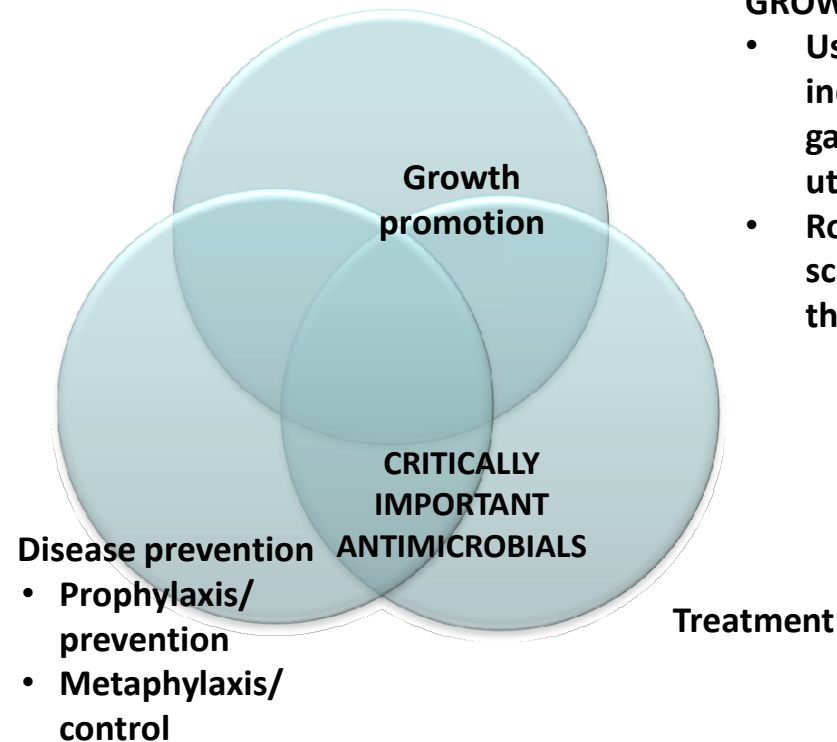 GROW
• Us
in
ga
ut
• Ro
sc
th
Growth
promotion
CRITICALLY
IMPORTANT
ANTIMICROBIALS
Disease prevention
• Prophylaxis/
prevention
• Metaphylaxis/
control
Treatment